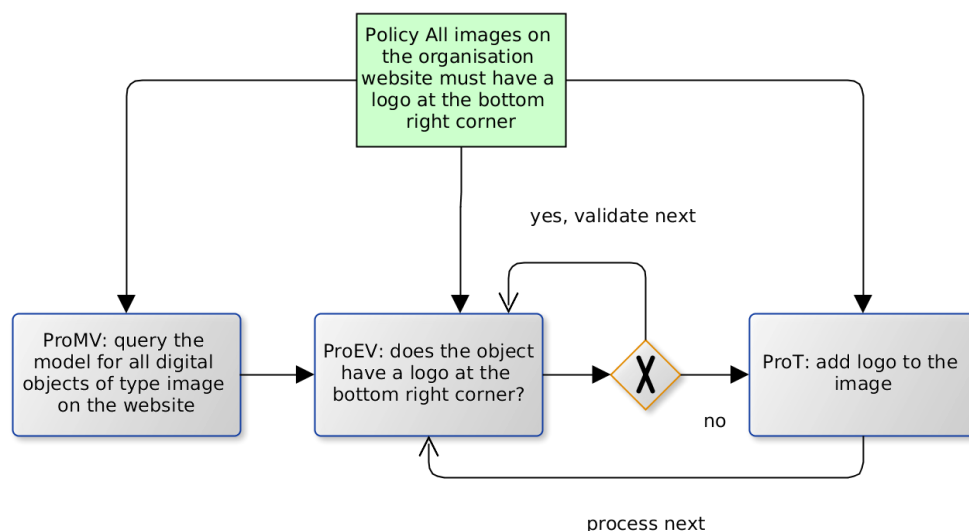 Policy All images on
the organisation
website must have a
logo at the bottom
right corner
yes, validate next
ProMV: query the
model for all digital
objects of type image
on the website
ProEV: does the object
have a logo at the
bottom right corner?
X
no
ProT: add logo to the
image
process next